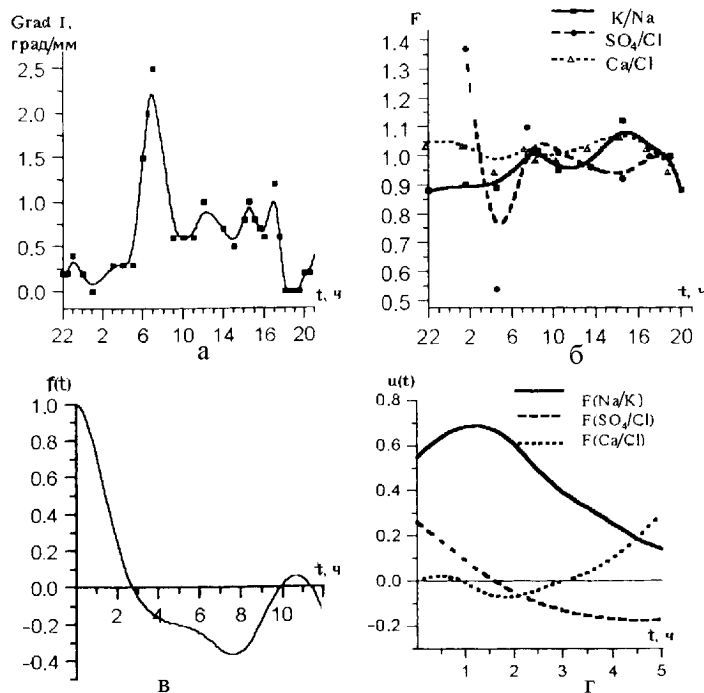 Grad I,
град/мм
2.5
2.0
1.5
1.0
0.5
0.0
22 2 6 10 14 16 20
t, ч
а
F
K/Na
SO₄/Cl
Ca/Cl
1.4
1.3
1.2
1.1
1.0
0.9
0.8
0.7
0.6
0.5
22 2 6 7 10 14 16 20
t, ч
б
f(t)
1.0
0.8
0.6
0.4
0.2
0.0
-0.2
-0.4
2 4 6 8 10
t, ч
в
u(t)
F(Na/K)
F(SO₄/Cl)
F(Ca/Cl)
0.8
0.6
0.4
0.2
0.0
-0.2
1 2 3 4 5
t, ч
г